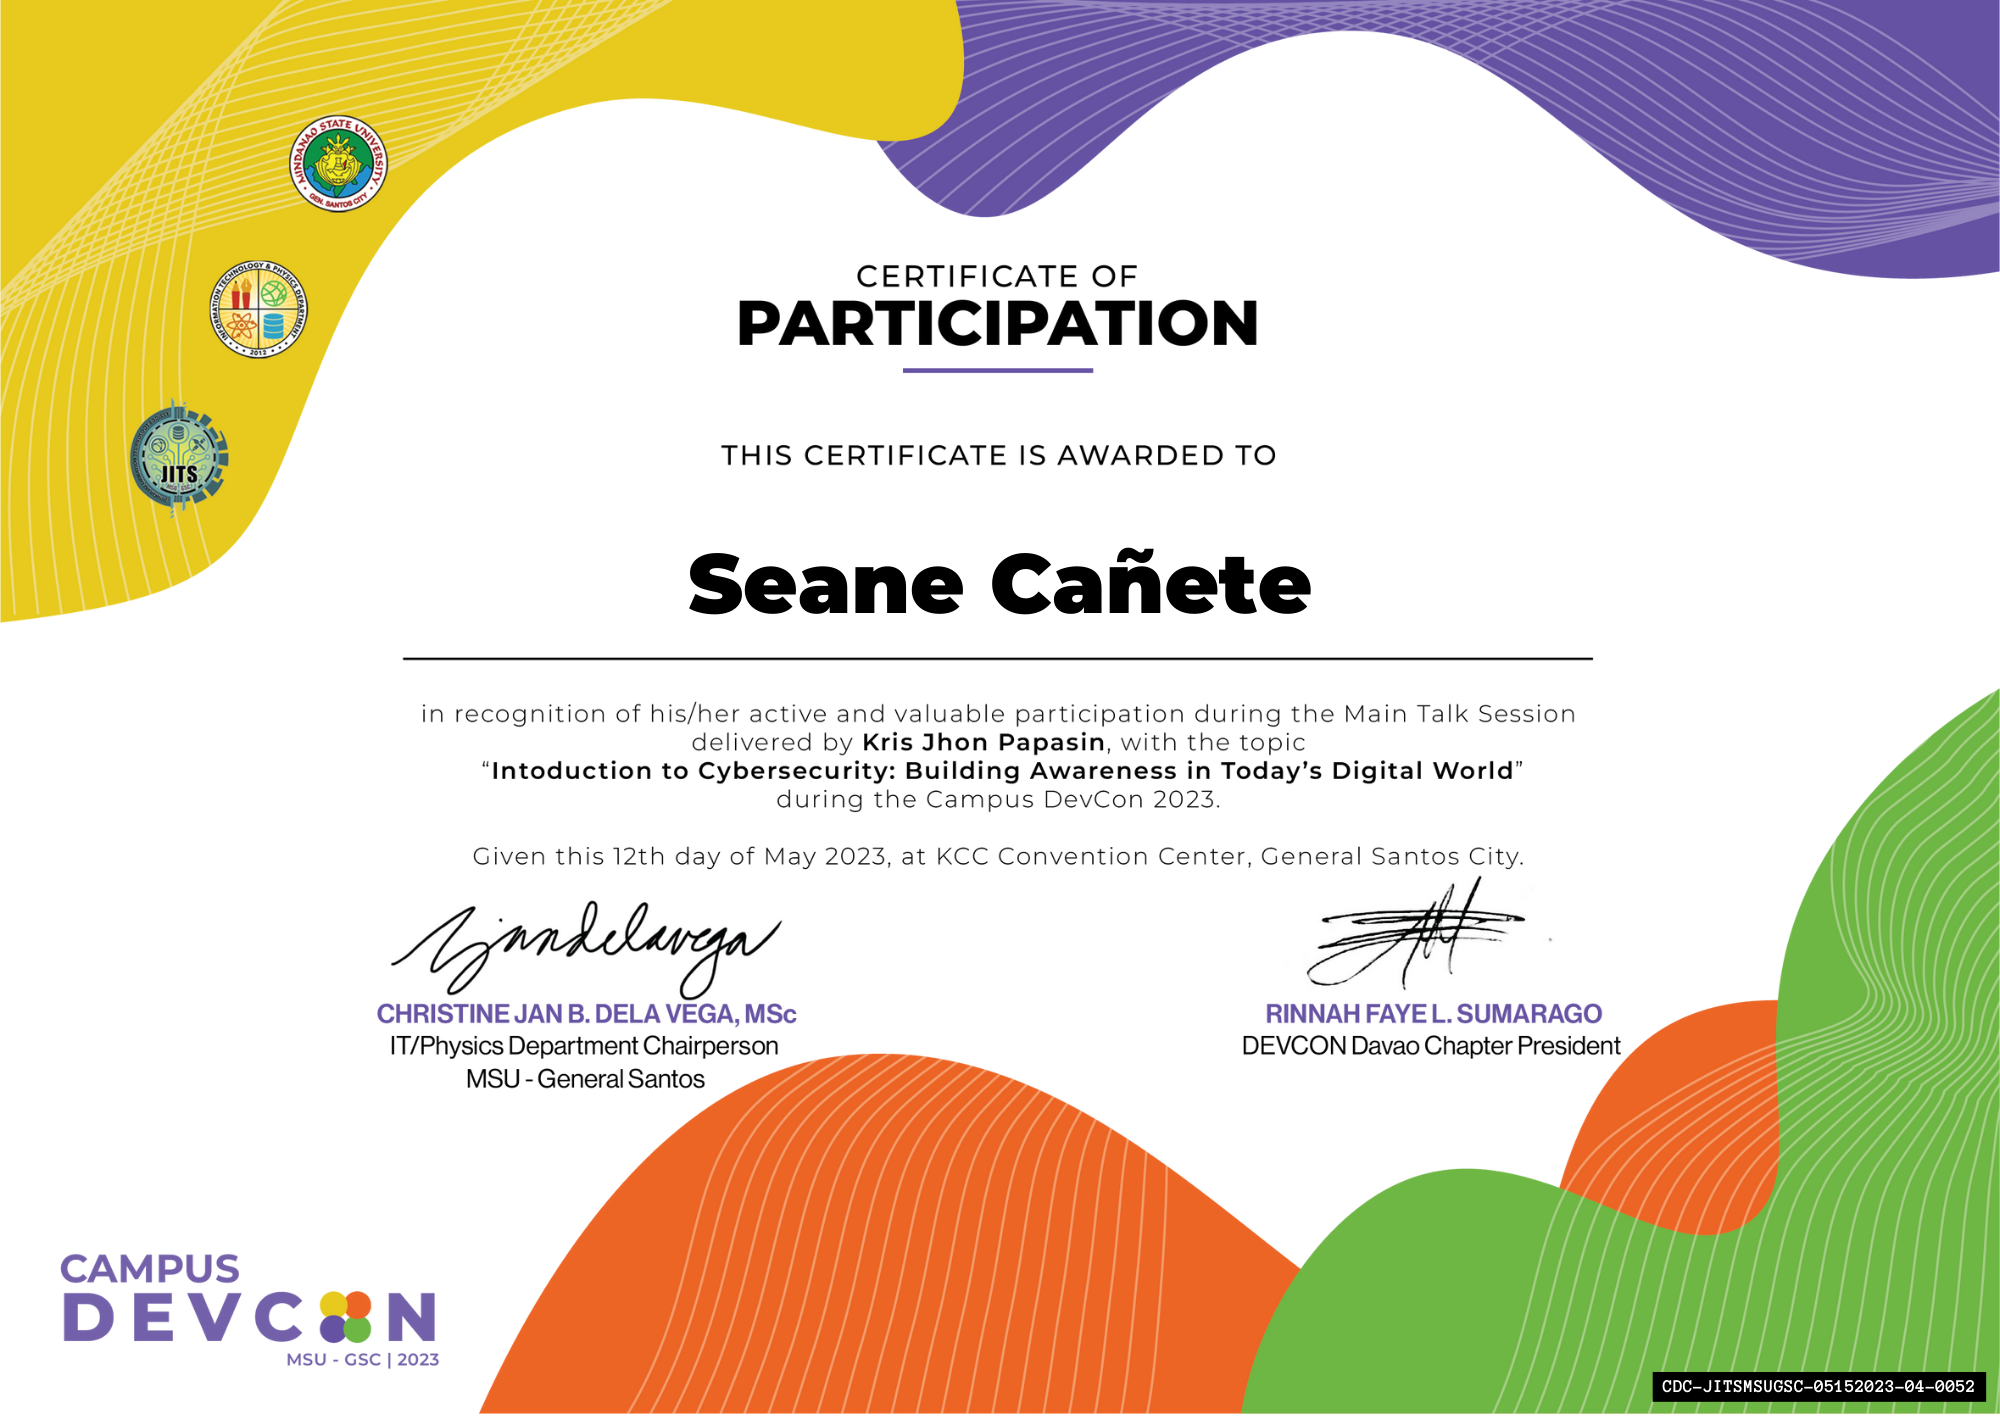 MINDANAO STATE UNIVERSITY
GEN. SANTOS CITY
INFORMATION TECHNOLOGY & PHYSICS DEPARTMENT
2012
JITS
CERTIFICATE OF
PARTICIPATION
THIS CERTIFICATE IS AWARDED TO
Seane Cañete
in recognition of his/her active and valuable participation during the Main Talk Session
delivered by Kris Jhon Papasin, with the topic
“Intoduction to Cybersecurity: Building Awareness in Today’s Digital World”
during the Campus DevCon 2023.
Given this 12th day of May 2023, at KCC Convention Center, General Santos City.
CHRISTINE JAN B. DELA VEGA, MSc
IT/Physics Department Chairperson
MSU - General Santos
RINNAH FAYE L. SUMARAGO
DEVCON Davao Chapter President
CAMPUS
DEVCON
MSU - GSC | 2023
CDC-JITSMSUGSC-05152023-04-0052